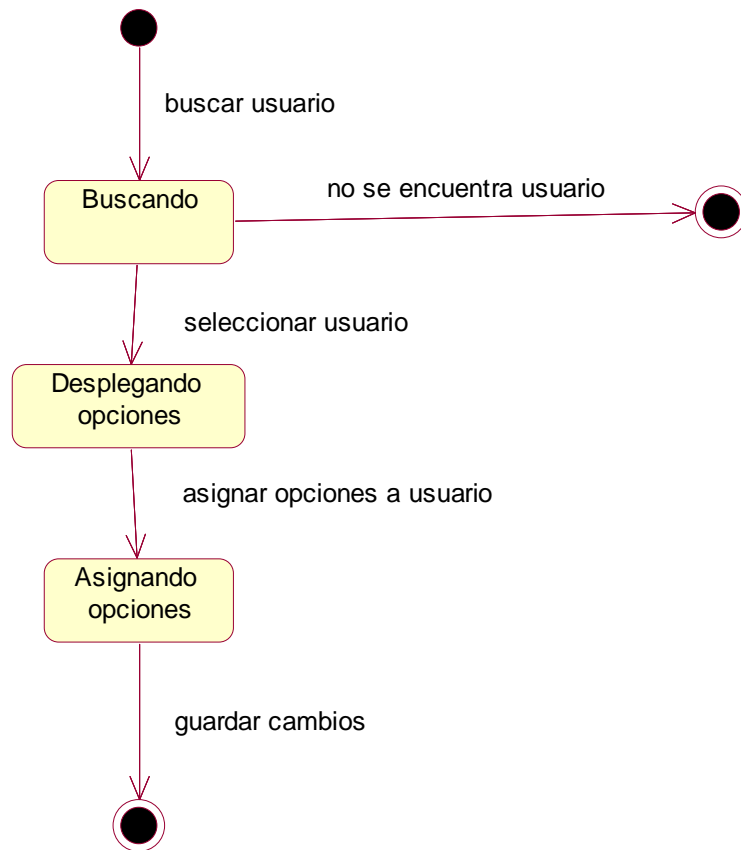 buscar usuario
Buscando
no se encuentra usuario
seleccionar usuario
Desplegando
opciones
asignar opciones a usuario
Asignando
opciones
guardar cambios